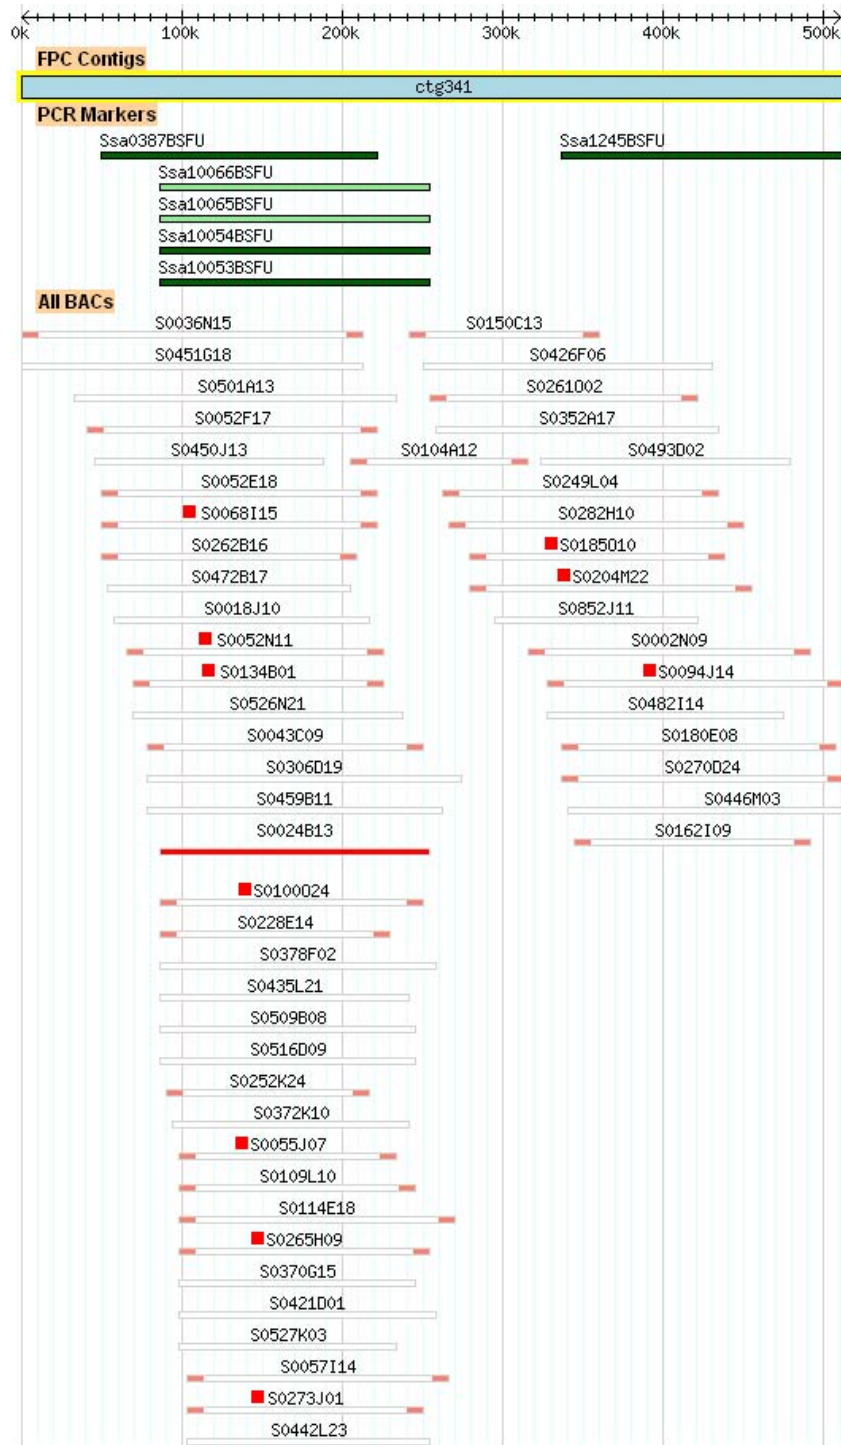 0k 100k 200k 300k 400k 500k
FPC Contigs
ctg341
PCR Markers
Ssa0387BSFU Ssa1245BSFU
Ssa10066BSFU
Ssa10065BSFU
Ssa10054BSFU
Ssa10053BSFU
All BACs
S0036N15 S0150C13
S0451G18 S0426F06
S0501A13 S0261O02
S0052F17 S0352A17
S0450J13 S0104A12 S0493D02
S0052E18 S0249L04
S0068I15 S0282H10
S0262B16 S0185O10
S0472B17 S0204M22
S0018J10 S0852J11
S0052N11 S0002N09
S0134B01 S0094J14
S0526N21 S0482I14
S0043C09 S0180E08
S0306D19 S0270D24
S0459B11 S0446M03
S0024B13 S0162I09
S0100O24
S0228E14
S0378F02
S0435L21
S0509B08
S0516D09
S0252K24
S0372K10
S0055J07
S0109L10
S0114E18
S0265H09
S0370G15
S0421D01
S0527K03
S0057I14
S0273J01
S0442L23